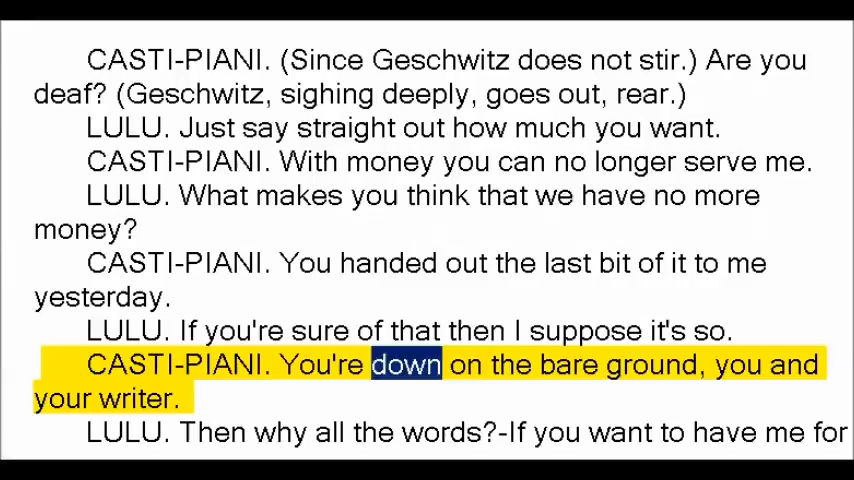 CASTI-PIANI. (Since Geschwitz does not stir.) Are you
deaf? (Geschwitz, sighing deeply, goes out, rear.)
LULU. Just say straight out how much you want.
CASTI-PIANI. With money you can no longer serve me.
LULU. What makes you think that we have no more
money?
CASTI-PIANI. You handed out the last bit of it to me
yesterday.
LULU. If you're sure of that then I suppose it's so.
CASTI-PIANI. You're down on the bare ground, you and
your writer.
LULU. Then why all the words?-If you want to have me for